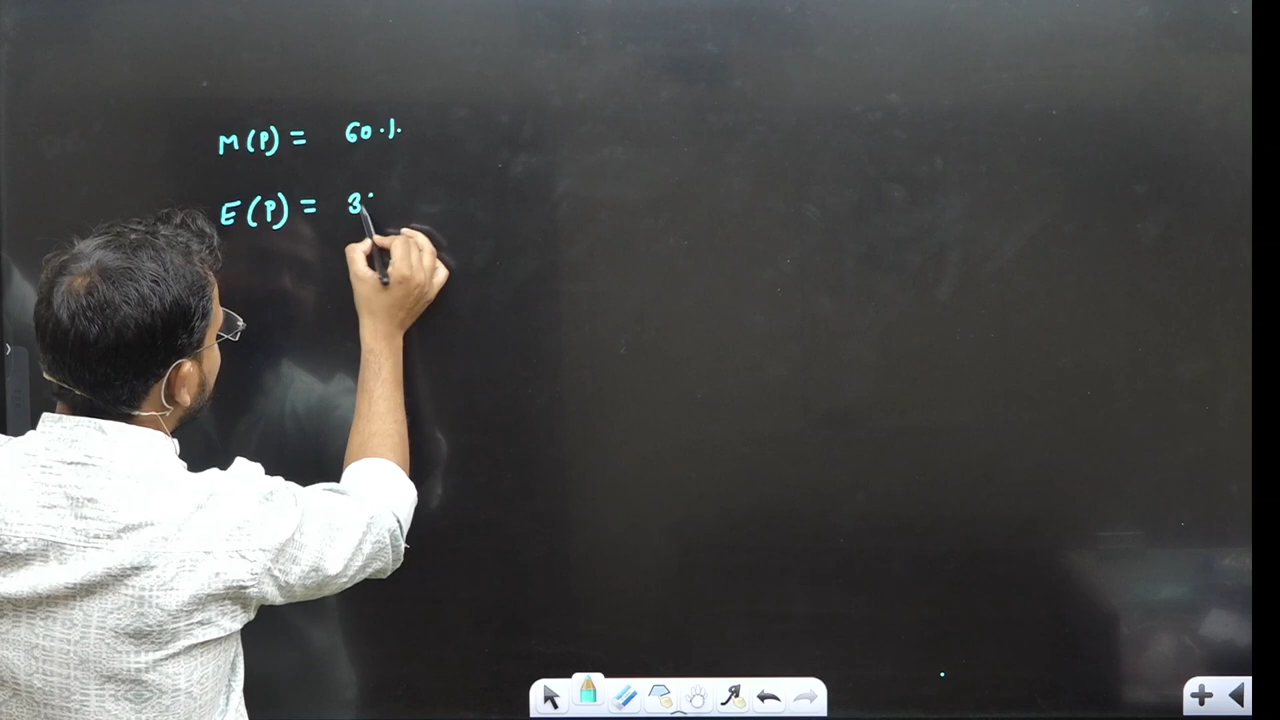 M(P) = 60%
E(P) = 3